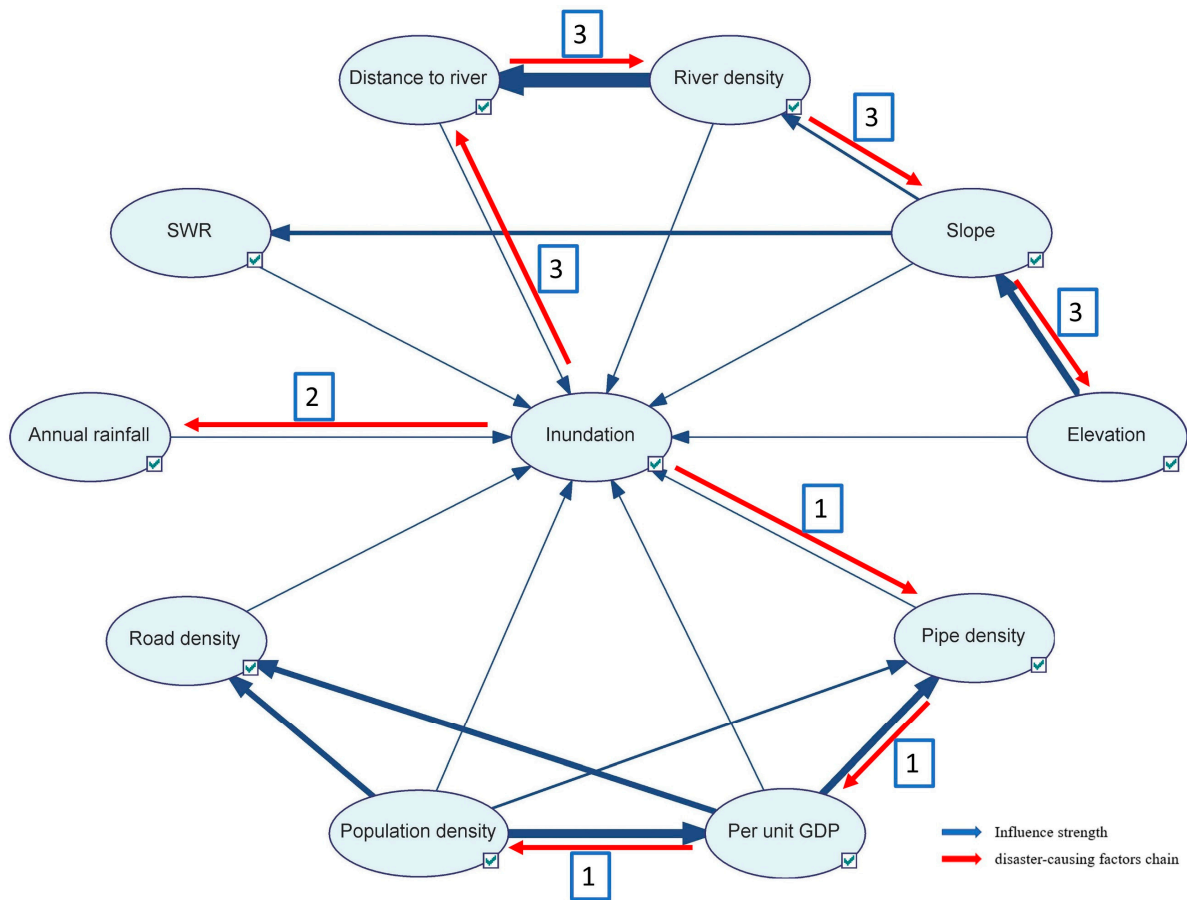 3
Distance to river
River density
3
SWR
Slope
3
3
2
Annual rainfall
Inundation
Elevation
1
Road density
Pipe density
1
Population density
Per unit GDP
Influence strength
disaster-causing factors chain
1